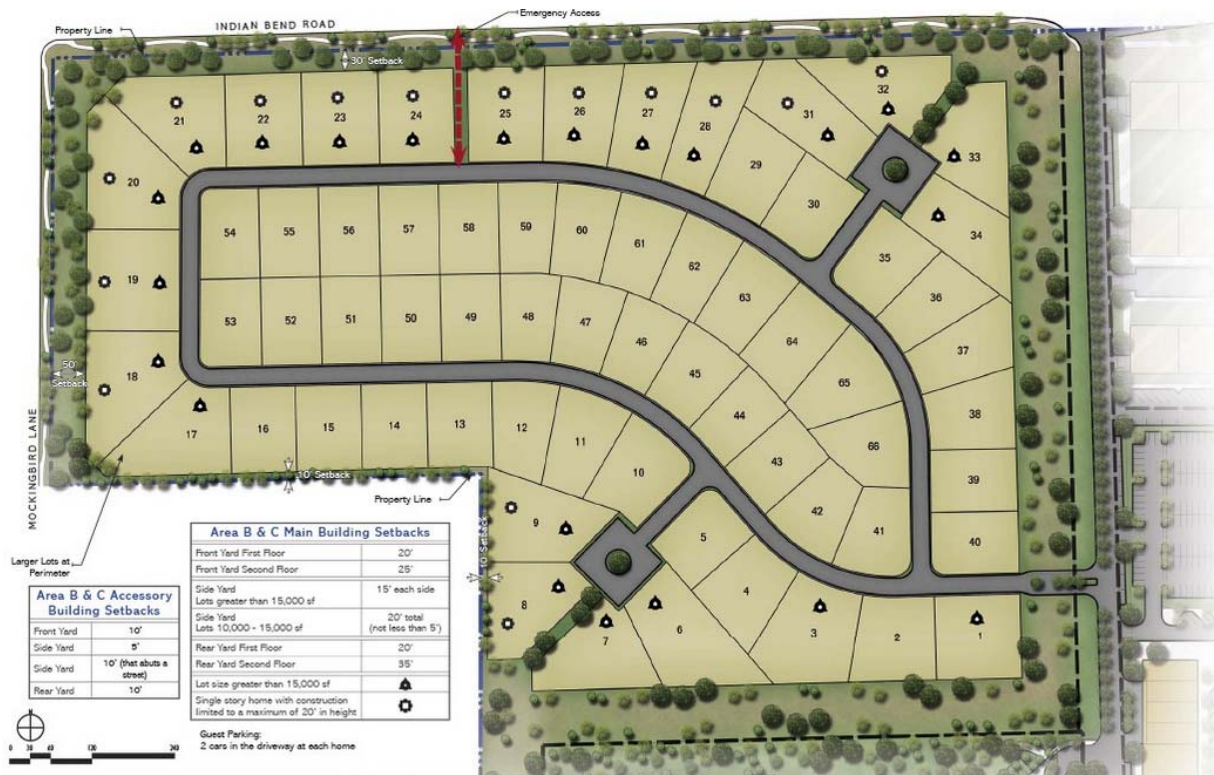 INDIAN BEND ROAD
Emergency Access
Property Line
30' Setback
21
22
23
24
25
26
27
28
31
32
29
30
33
34
20
19
18
17
35
36
37
38
39
40
54
55
56
57
58
59
60
61
62
63
64
65
66
53
52
51
50
49
48
47
46
45
44
43
42
41
16
15
14
13
12
11
10
9
8
7
6
5
4
3
2
1
50'
Setback
MOCKINGBIRD LANE
10' Setback
Property Line
10' Setback
Larger Lots at
Perimeter
Area B & C Accessory
Building Setbacks
Front Yard 10'
Side Yard 5'
Side Yard 10' (that abuts a
street)
Rear Yard 10'
Area B & C Main Building Setbacks
Front Yard First Floor 20'
Front Yard Second Floor 25'
Side Yard 15' each side
Lots greater than 15,000 sf
Side Yard 20' total
Lots 10,000 - 15,000 sf (not less than 5')
Rear Yard First Floor 20'
Rear Yard Second Floor 35'
Lot size greater than 15,000 sf
Single story home with construction
limited to a maximum of 20' in height
Guest Parking:
2 cars in the driveway at each home
0 30 60 120 240